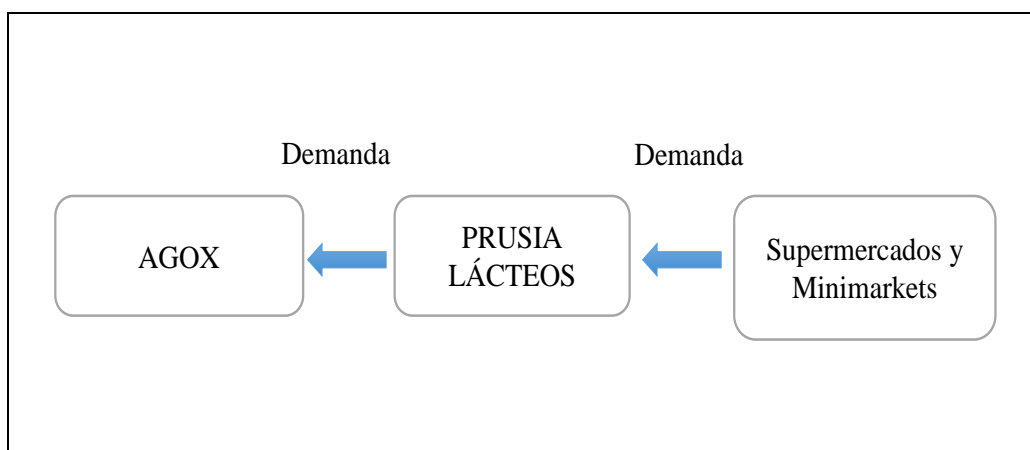 Demanda
Demanda
AGOX
PRUSIA
LÁCTEOS
Supermercados y
Minimarkets